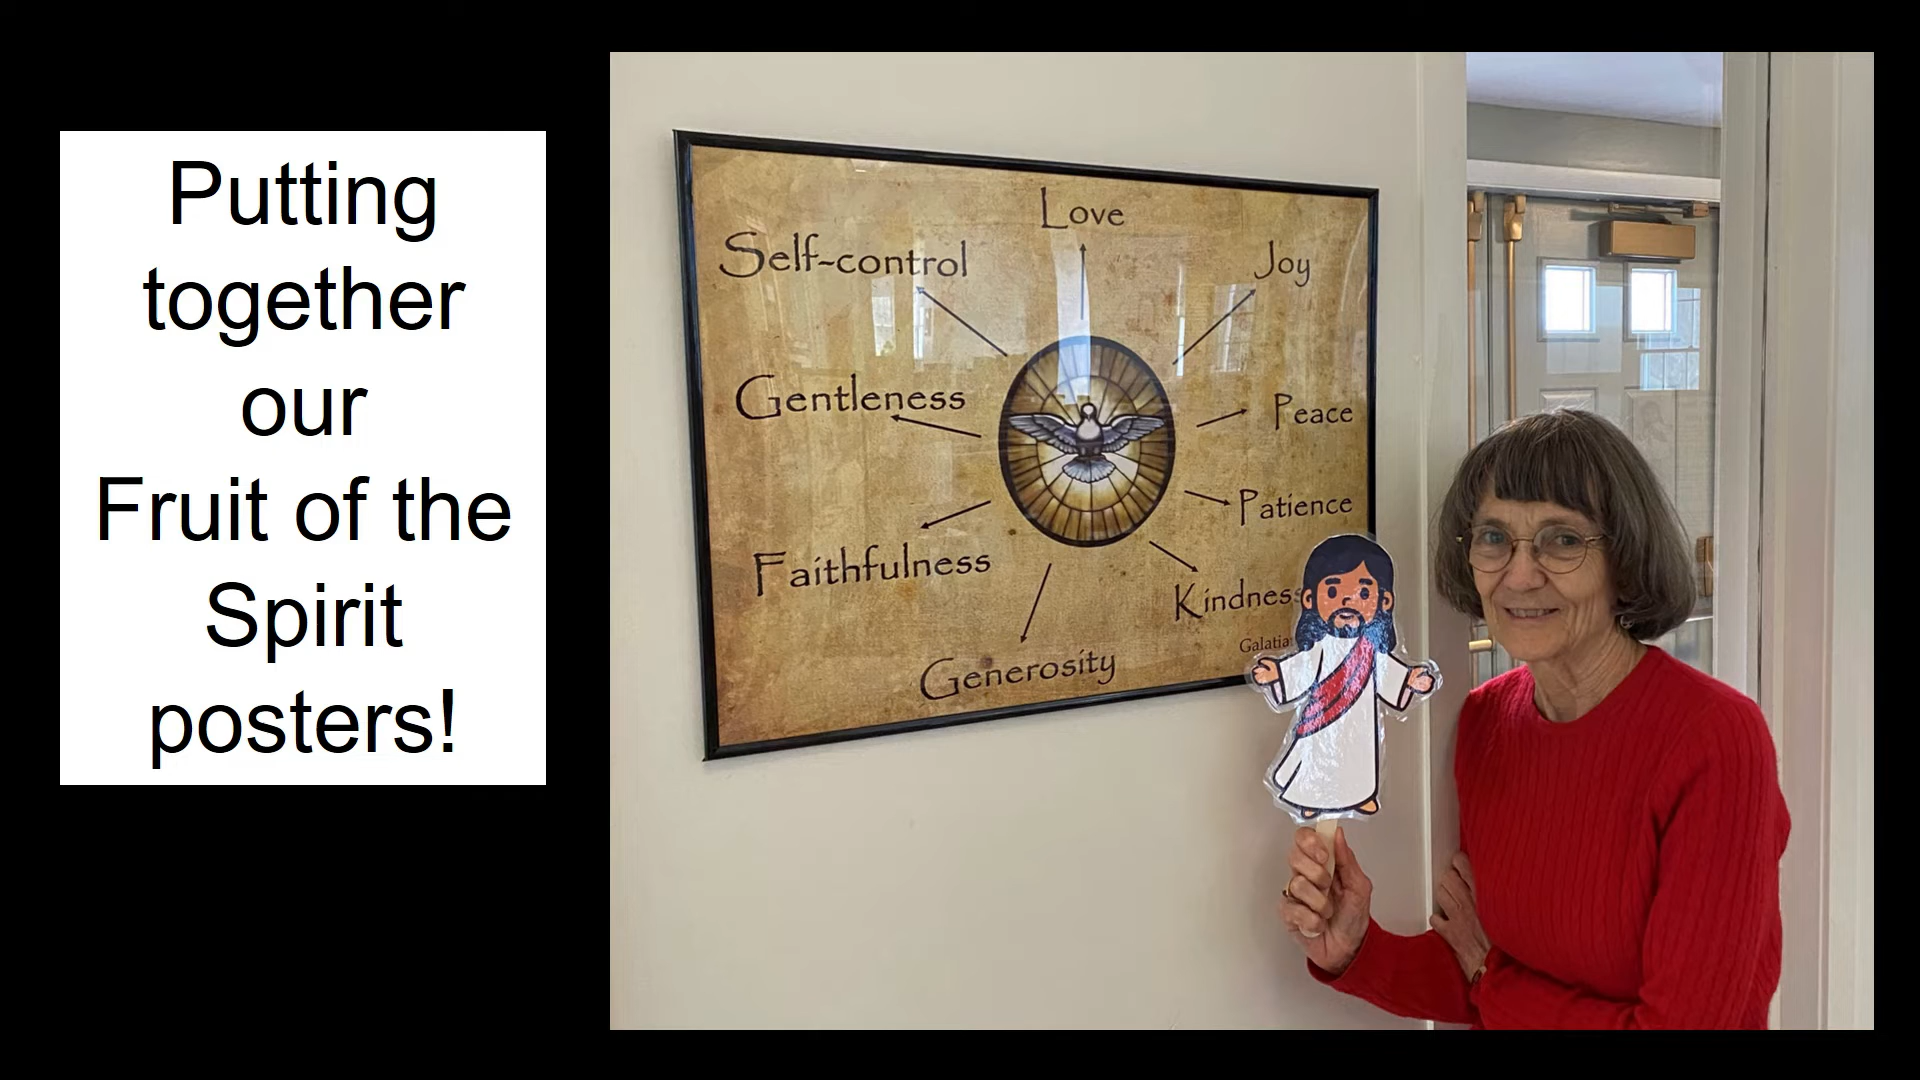 Putting
together
our
Fruit of the
Spirit
posters!
Love
Self-control
Joy
Gentleness
Peace
Patience
Faithfulness
Kindness
Generosity